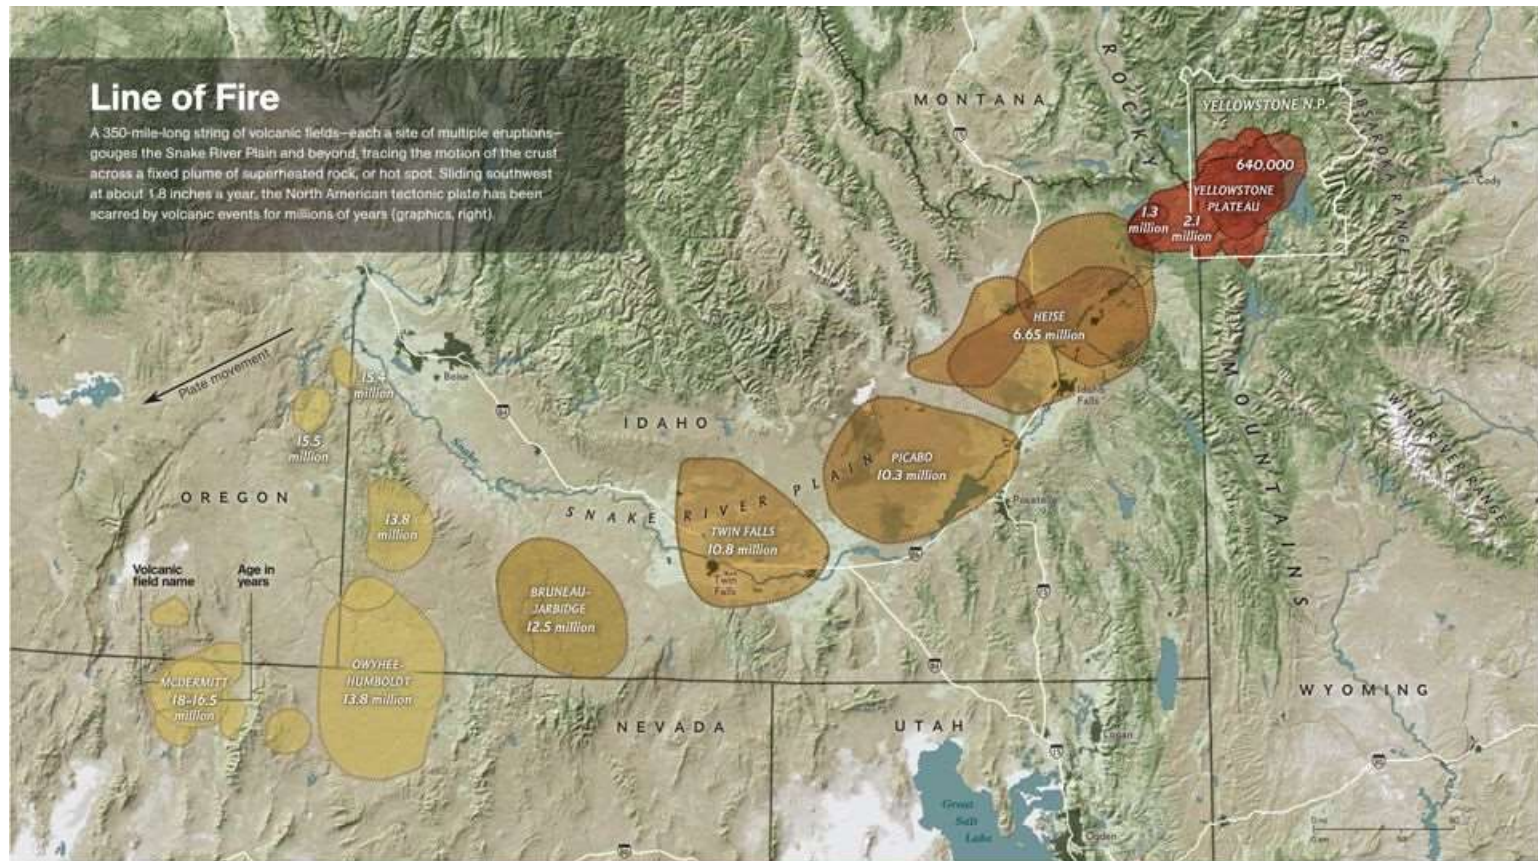 Line of Fire
A 350-mile-long string of volcanic fields—each a site of multiple eruptions—
gouges the Snake River Plain and beyond, tracing the motion of the crust
across a fixed plume of superheated rock, or hot spot. Sliding southwest
at about 1.8 inches a year, the North American tectonic plate has been
scarred by volcanic events for millions of years (graphics, right).
MONTANA
ROCKY
MOUNTAINS
YELLOWSTONE N.P.
ABSAROKA RANGE
Cody
640,000
YELLOWSTONE
PLATEAU
1.3
million
2.1
million
HEISE
6.65 million
Idaho
Falls
WIND RIVER RANGE
Plate movement
Boise
84
IDAHO
15.5
million
PICABO
10.3 million
Pocatello
Snake
SNAKE RIVER PLAIN
OREGON
13.8
million
TWIN FALLS
10.8 million
Twin
Falls
Volcanic
field name
Age in
years
BRUNEAU-
JARBIDGE
12.5 million
OWYHEE-
HUMBOLDT
13.8 million
MCDERMITT
18-16.5
million
NEVADA
UTAH
WYOMING
Logan
Great
Salt
Lake
Ogden